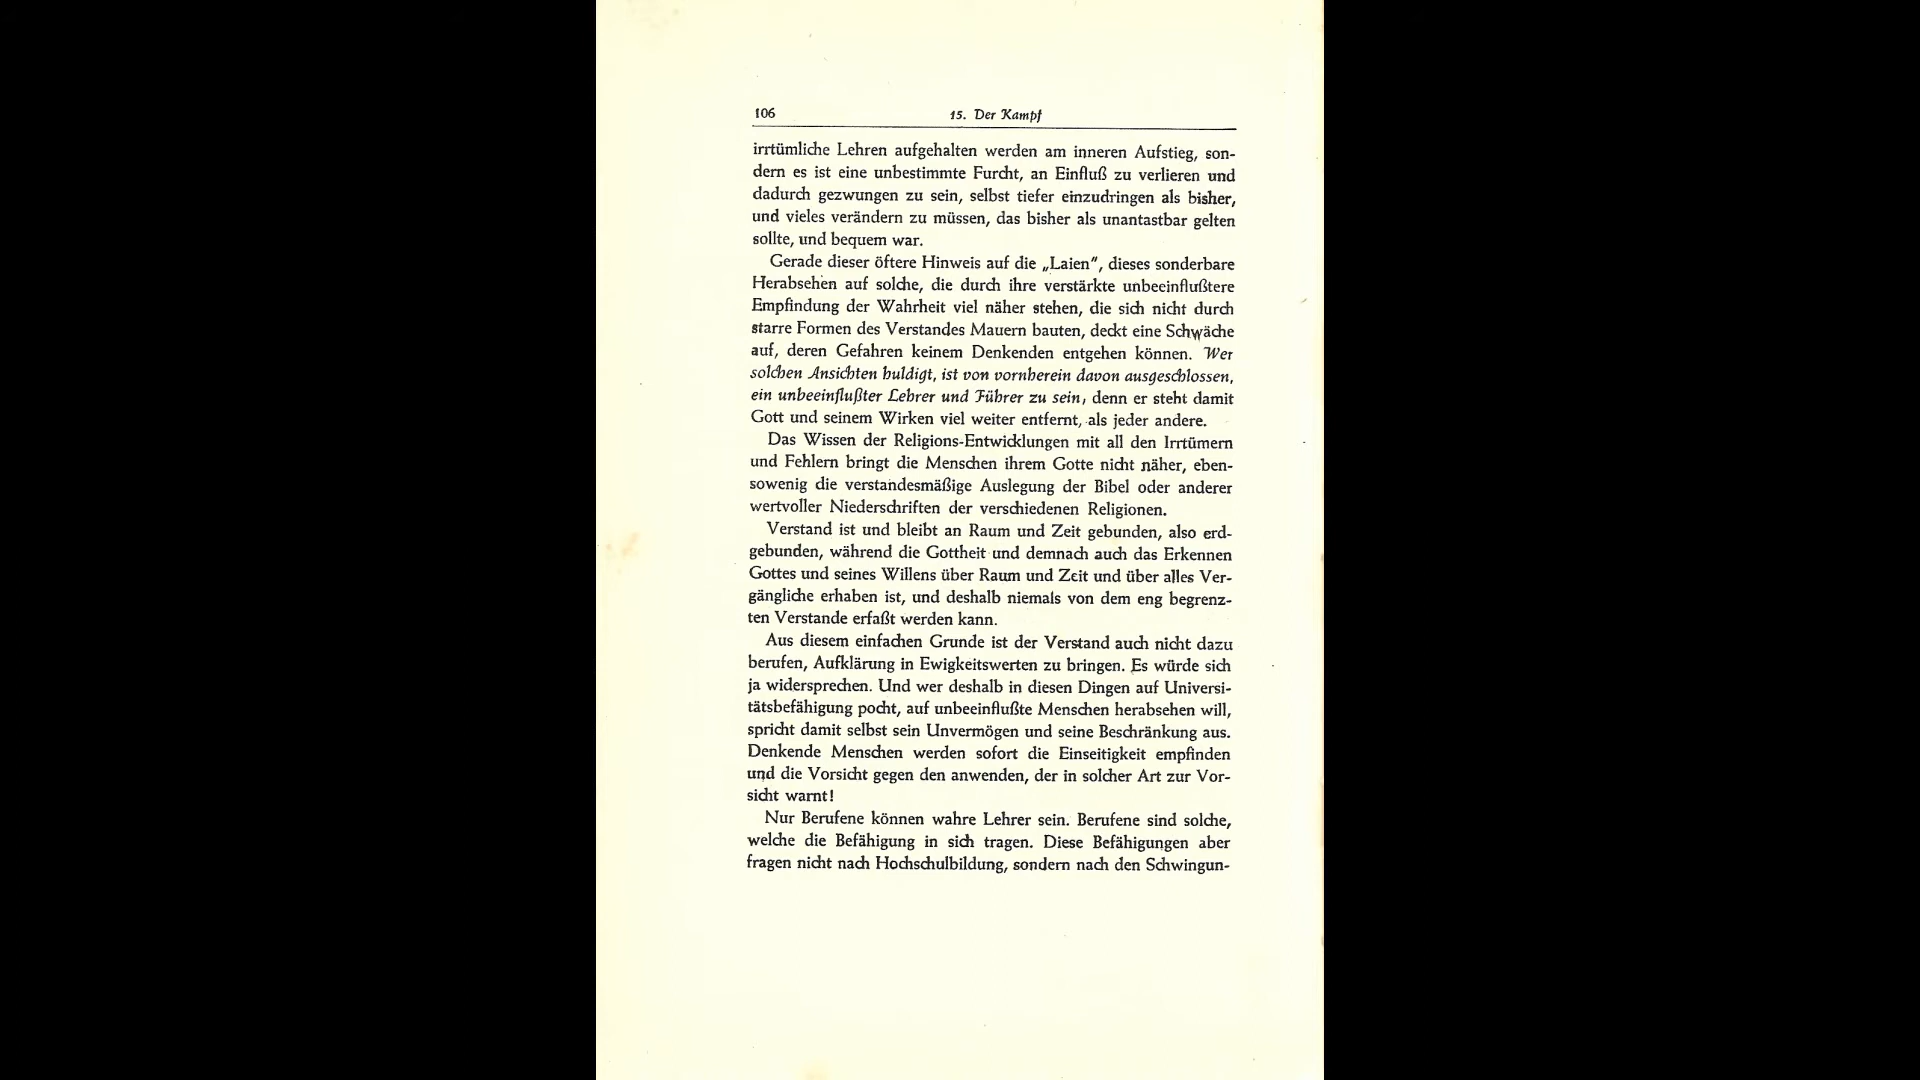 106
15. Der Kampf
irrtümliche Lehren aufgehalten werden am inneren Aufstieg, son-
dern es ist eine unbestimmte Furcht, an Einfluß zu verlieren und
dadurch gezwungen zu sein, selbst tiefer einzudringen als bisher,
und vieles verändern zu müssen, das bisher als unantastbar gelten
sollte, und bequem war.
Gerade dieser öftere Hinweis auf die „Laien“, dieses sonderbare
Herabsehen auf solche, die durch ihre verstärkte unbeeinflußtere
Empfindung der Wahrheit viel näher stehen, die sich nicht durch
starre Formen des Verstandes Mauern bauten, deckt eine Schwäche
auf, deren Gefahren keinem Denkenden entgehen können. Wer
solchen Ansichten huldigt, ist von vornherein davon ausgeschlossen,
ein unbeeinflußter Lehrer und Führer zu sein, denn er steht damit
Gott und seinem Wirken viel weiter entfernt, als jeder andere.
Das Wissen der Religions-Entwicklungen mit all den Irrtümern
und Fehlern bringt die Menschen ihrem Gotte nicht näher, eben-
sowenig die verstandesmäßige Auslegung der Bibel oder anderer
wertvoller Niederschriften der verschiedenen Religionen.
Verstand ist und bleibt an Raum und Zeit gebunden, also erd-
gebunden, während die Gottheit und demnach auch das Erkennen
Gottes und seines Willens über Raum und Zeit und über alles Ver-
gängliche erhaben ist, und deshalb niemals von dem eng begrenz-
ten Verstande erfaßt werden kann.
Aus diesem einfachen Grunde ist der Verstand auch nicht dazu
berufen, Aufklärung in Ewigkeitswerten zu bringen. Es würde sich
ja widersprechen. Und wer deshalb in diesen Dingen auf Universi-
tätsbefähigung pocht, auf unbeeinflußte Menschen herabsehen will,
spricht damit selbst sein Unvermögen und seine Beschränkung aus.
Denkende Menschen werden sofort die Einseitigkeit empfinden
und die Vorsicht gegen den anwenden, der in solcher Art zur Vor-
sicht warnt!
Nur Berufene können wahre Lehrer sein. Berufene sind solche,
welche die Befähigung in sich tragen. Diese Befähigungen aber
fragen nicht nach Hochschulbildung, sondern nach den Schwingun-